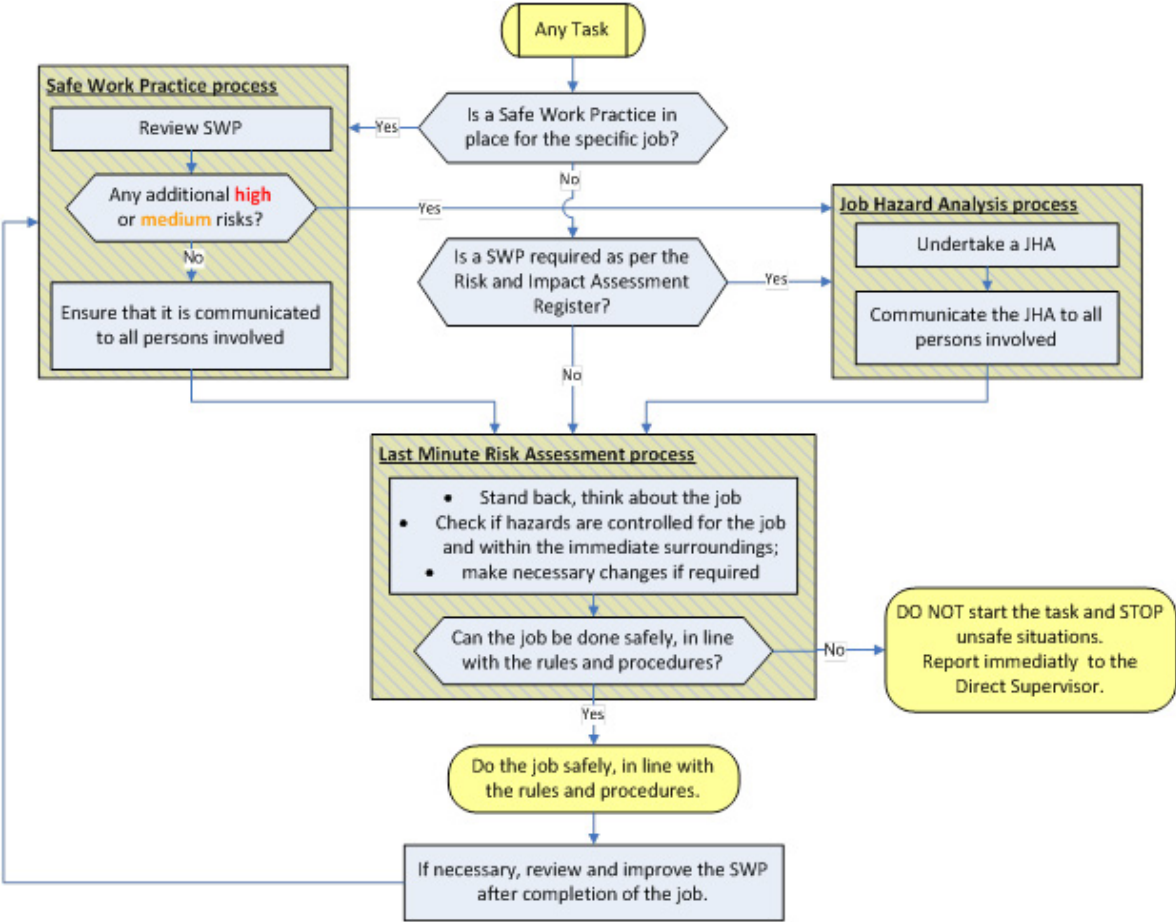 Any Task
Safe Work Practice process
Review SWP
Yes
Is a Safe Work Practice in
place for the specific job?
No
Any additional high
or medium risks?
Yes
Job Hazard Analysis process
Undertake a JHA
No
Is a SWP required as per the
Risk and Impact Assessment
Register?
Yes
Ensure that it is communicated
to all persons involved
Communicate the JHA to all
persons involved
No
Last Minute Risk Assessment process
• Stand back, think about the job
• Check if hazards are controlled for the job
and within the immediate surroundings;
• make necessary changes if required
Can the job be done safely, in line
with the rules and procedures?
No
DO NOT start the task and STOP
unsafe situations.
Report immediatly to the
Direct Supervisor.
Yes
Do the job safely, in line with
the rules and procedures.
If necessary, review and improve the SWP
after completion of the job.